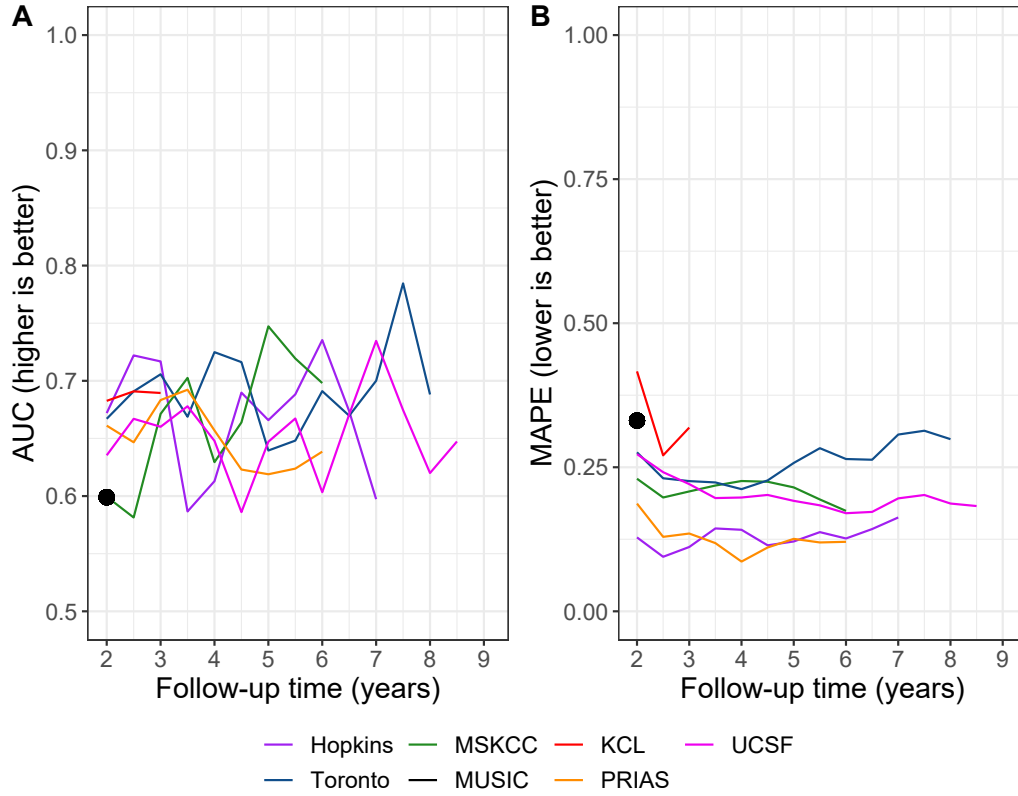 A
B
AUC (higher is better)
1.0
0.9
0.8
0.7
0.6
0.5
2 3 4 5 6 7 8 9
Follow-up time (years)
MAPE (lower is better)
1.00
0.75
0.50
0.25
0.00
2 3 4 5 6 7 8 9
Follow-up time (years)
Hopkins MSKCC KCL UCSF
Toronto MUSIC PRIAS